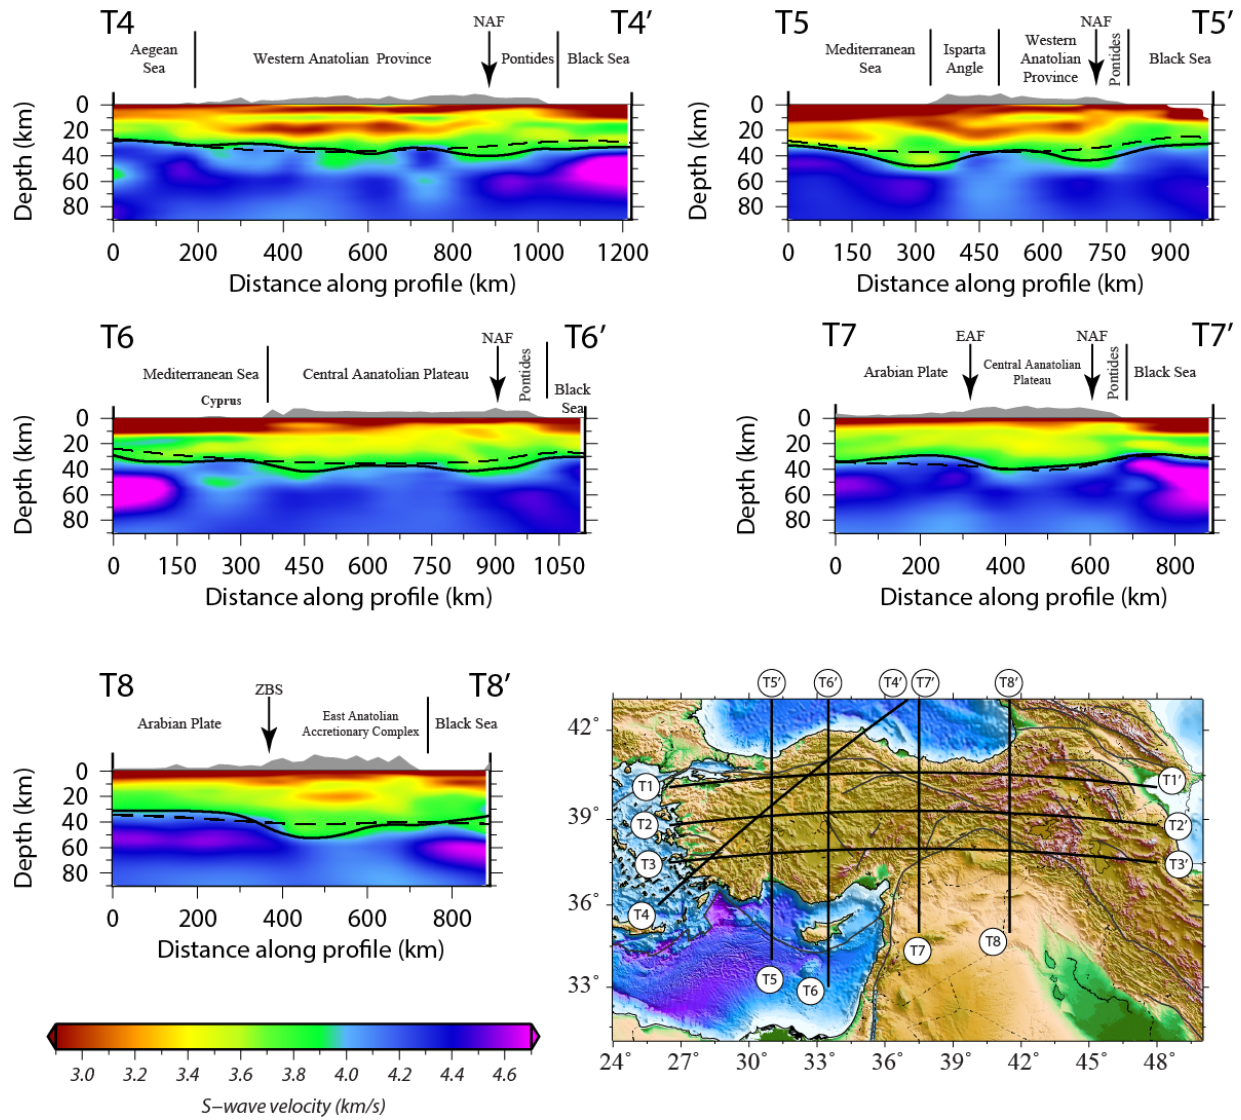 T4
T4′
NAF
Aegean
Sea
Western Anatolian Province
Pontides
Black Sea
0
20
40
60
80
Depth (km)
0 200 400 600 800 1000 1200
Distance along profile (km)
T5
T5′
NAF
Mediterranean
Sea
Isparta
Angle
Western
Anatolian
Province
Pontides
Black Sea
0
20
40
60
80
Depth (km)
0 150 300 450 600 750 900
Distance along profile (km)
T6
T6′
NAF
Mediterranean Sea
Cyprus
Central Aanatolian Plateau
Pontides
Black
Sea
0
20
40
60
80
Depth (km)
0 150 300 450 600 750 900 1050
Distance along profile (km)
T7
T7′
EAF
NAF
Arabian Plate
Central Aanatolian
Plateau
Pontides
Black Sea
0
20
40
60
80
Depth (km)
0 200 400 600 800
Distance along profile (km)
T8
T8′
ZBS
Arabian Plate
East Anatolian
Accretionary Complex
Black Sea
0
20
40
60
80
Depth (km)
0 200 400 600 800
Distance along profile (km)
3.0 3.2 3.4 3.6 3.8 4.0 4.2 4.4 4.6
S−wave velocity (km/s)
T5′ T6′ T4′ T7′ T8′
42°
39°
36°
33°
T1 T1′
T2 T2′
T3 T3′
T4
T5
T6
T7
T8
24 27 30 33 36 39 42 45 48